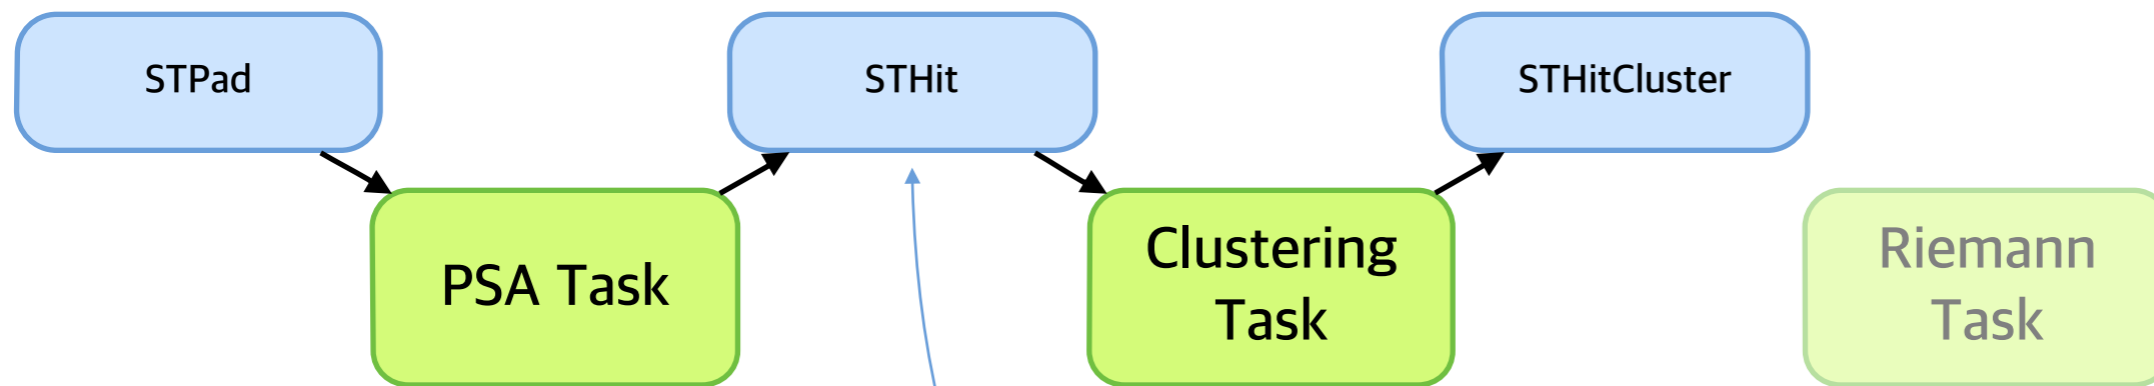 STPad
STHit
STHitCluster
PSA Task
Clustering
Task
Riemann
Task